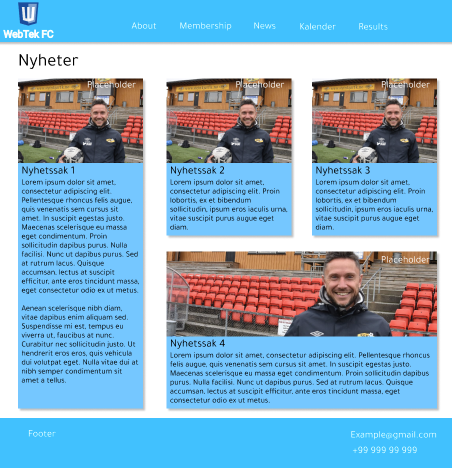 WebTek FC
About Membership News Kalender Results
Nyheter
Placeholder
Nyhetssak 1
Lorem ipsum dolor sit amet,
consectetur adipiscing elit.
Pellentesque rhoncus felis augue,
quis venenatis sem cursus sit
amet. In suscipit egestas justo.
Maecenas scelerisque eu massa
eget condimentum. Proin
sollicitudin dapibus purus. Nulla
facilisi. Nunc ut dapibus purus. Sed
at rutrum lacus. Quisque
accumsan, lectus at suscipit
efficitur, ante eros tincidunt massa,
eget consectetur odio ex ut metus.
Aenean scelerisque nibh diam,
vitae dapibus enim aliquam sed.
Suspendisse mi est, tempus eu
viverra ut, faucibus at nunc.
Curabitur nec sollicitudin justo. Ut
hendrerit eros eros, quis vehicula
dui volutpat eget. Nulla vitae dui at
nibh semper condimentum sit
amet a tellus.
Placeholder
Nyhetssak 2
Lorem ipsum dolor sit amet,
consectetur adipiscing elit. Proin
lobortis, ex et bibendum
sollicitudin, ipsum eros iaculis urna,
vitae suscipit purus augue eget
diam.
Placeholder
Nyhetssak 3
Lorem ipsum dolor sit amet,
consectetur adipiscing elit. Proin
lobortis, ex et bibendum
sollicitudin, ipsum eros iaculis urna,
vitae suscipit purus augue eget
diam.
Placeholder
Nyhetssak 4
Lorem ipsum dolor sit amet, consectetur adipiscing elit. Pellentesque rhoncus
felis augue, quis venenatis sem cursus sit amet. In suscipit egestas justo.
Maecenas scelerisque eu massa eget condimentum. Proin sollicitudin dapibus
purus. Nulla facilisi. Nunc ut dapibus purus. Sed at rutrum lacus. Quisque
accumsan, lectus at suscipit efficitur, ante eros tincidunt massa, eget
consectetur odio ex ut metus.
Footer
Example@gmail.com
+99 999 99 999